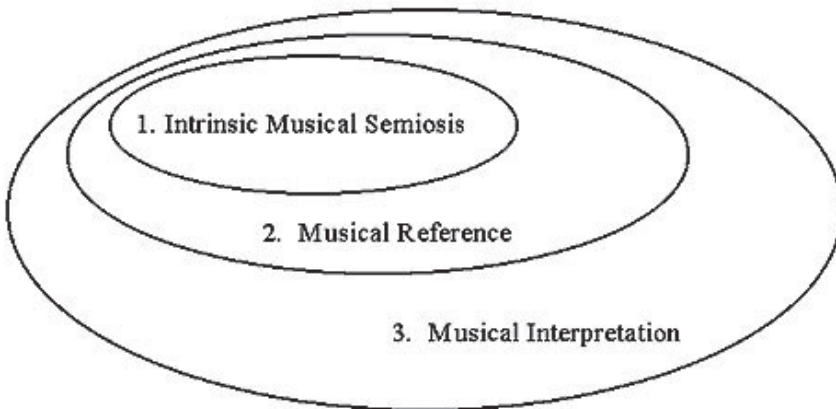 1. Intrinsic Musical Semiosis
2. Musical Reference
3. Musical Interpretation